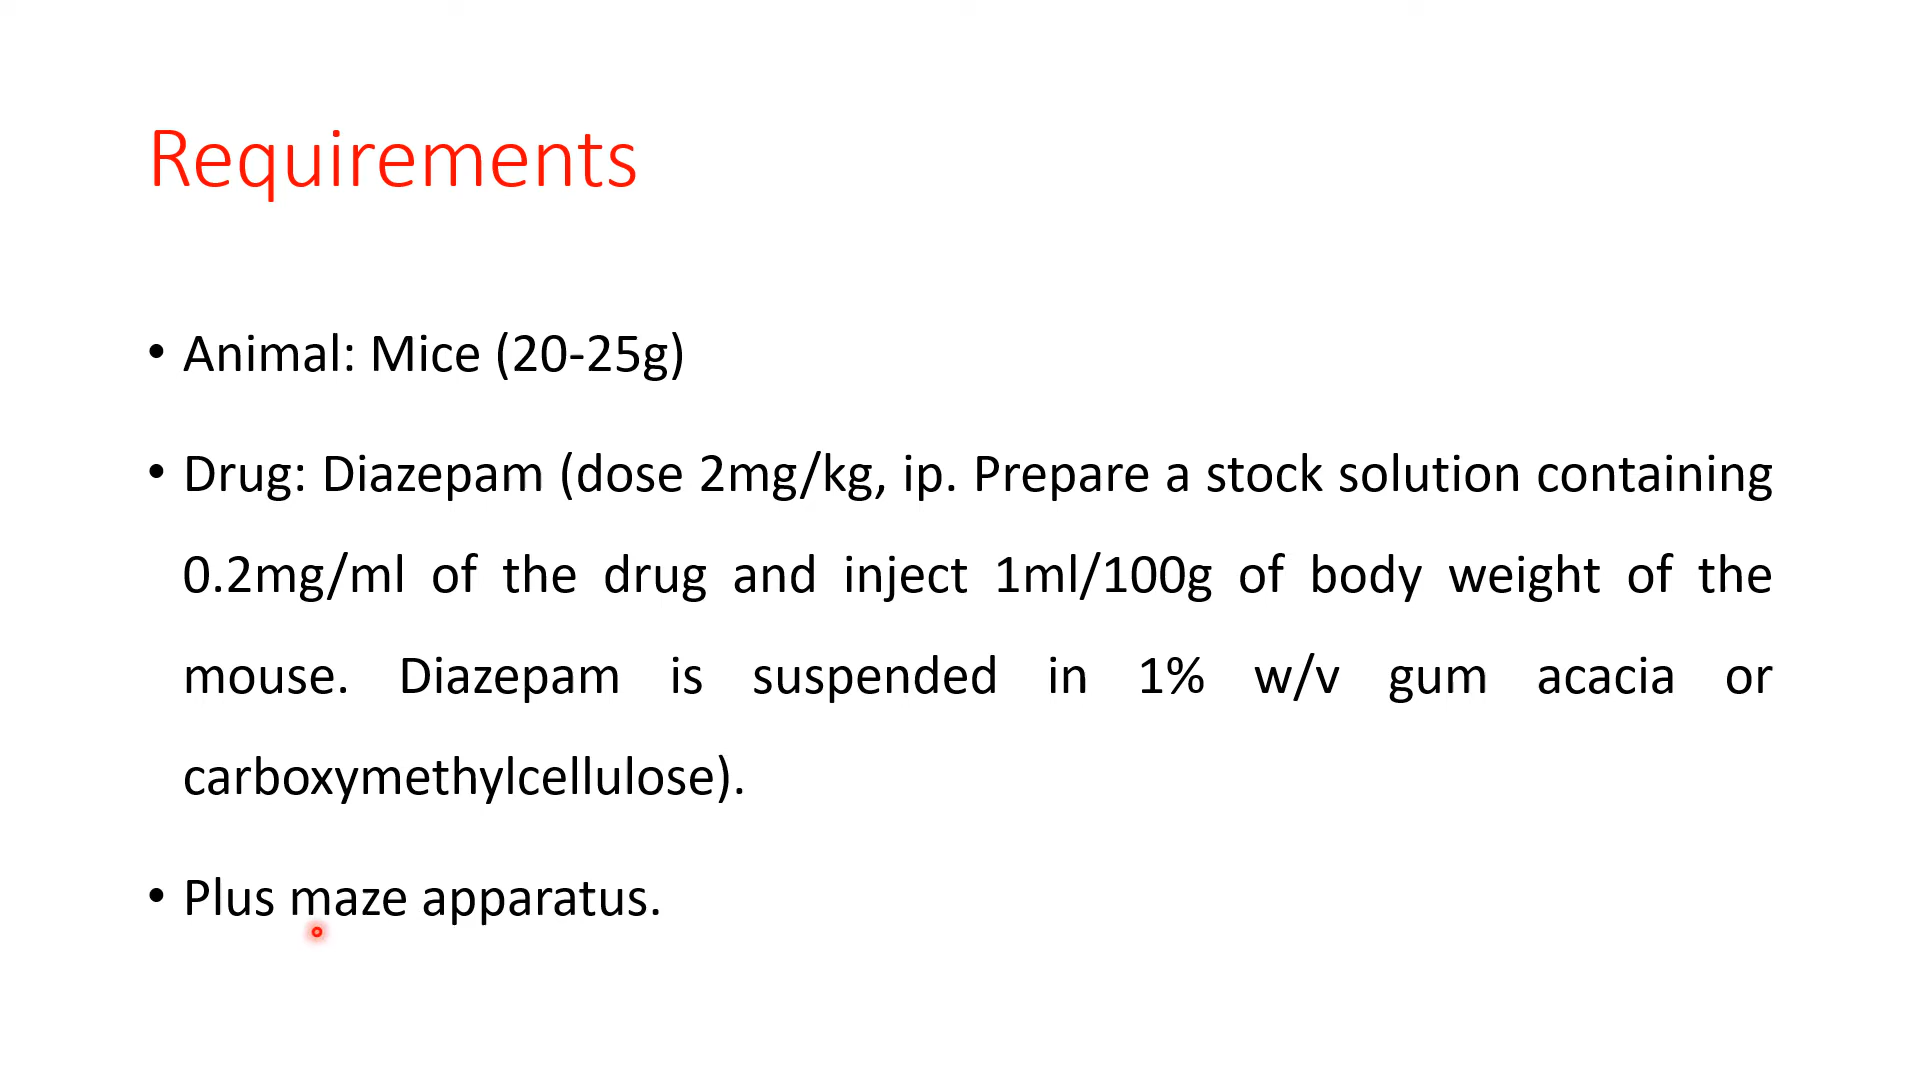 Requirements
• Animal: Mice (20-25g)
• Drug: Diazepam (dose 2mg/kg, ip. Prepare a stock solution containing
0.2mg/ml of the drug and inject 1ml/100g of body weight of the
mouse. Diazepam is suspended in 1% w/v gum acacia or
carboxymethylcellulose).
• Plus maze apparatus.